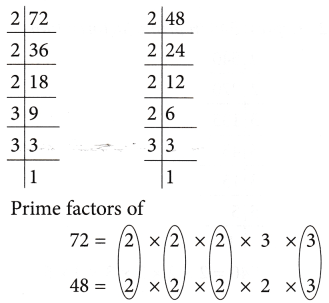 2 72 2 48
2 36 2 24
2 18 2 12
3 9 2 6
3 3 3 3
1 1
Prime factors of
72 = 2 × 2 × 2 × 3 × 3
48 = 2 × 2 × 2 × 2 × 3